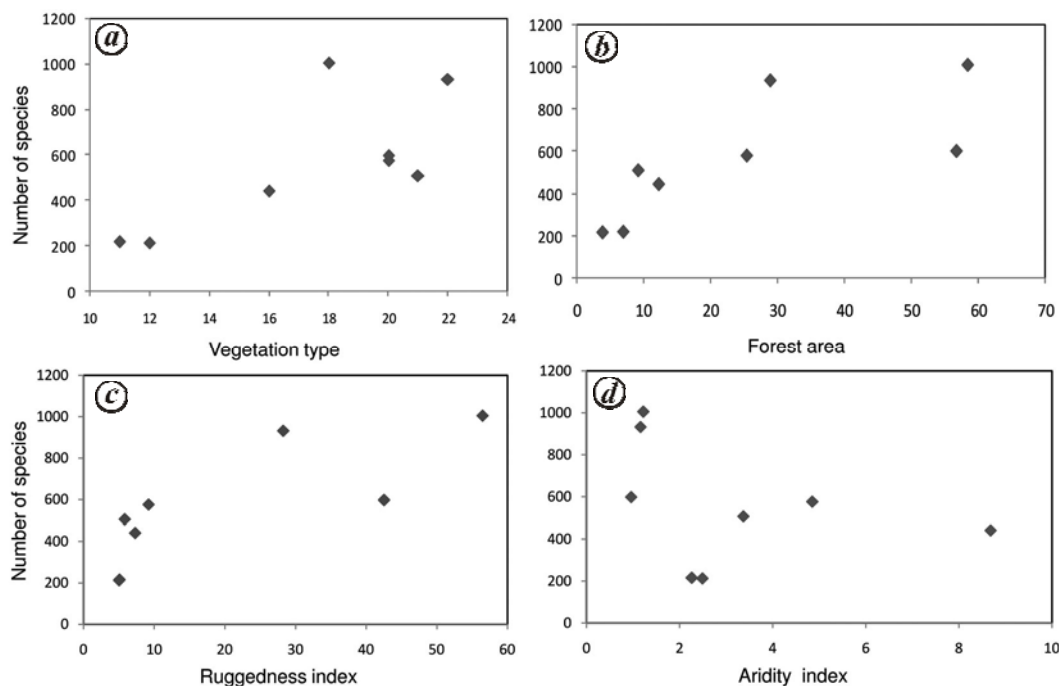 a
1200
1000
800
600
400
200
0
10 12 14 16 18 20 22 24
Number of species
Vegetation type
b
1200
1000
800
600
400
200
0
0 10 20 30 40 50 60 70
Forest area
c
1200
1000
800
600
400
200
0
0 10 20 30 40 50 60
Number of species
Ruggedness index
d
1200
1000
800
600
400
200
0
0 2 4 6 8 10
Aridity index